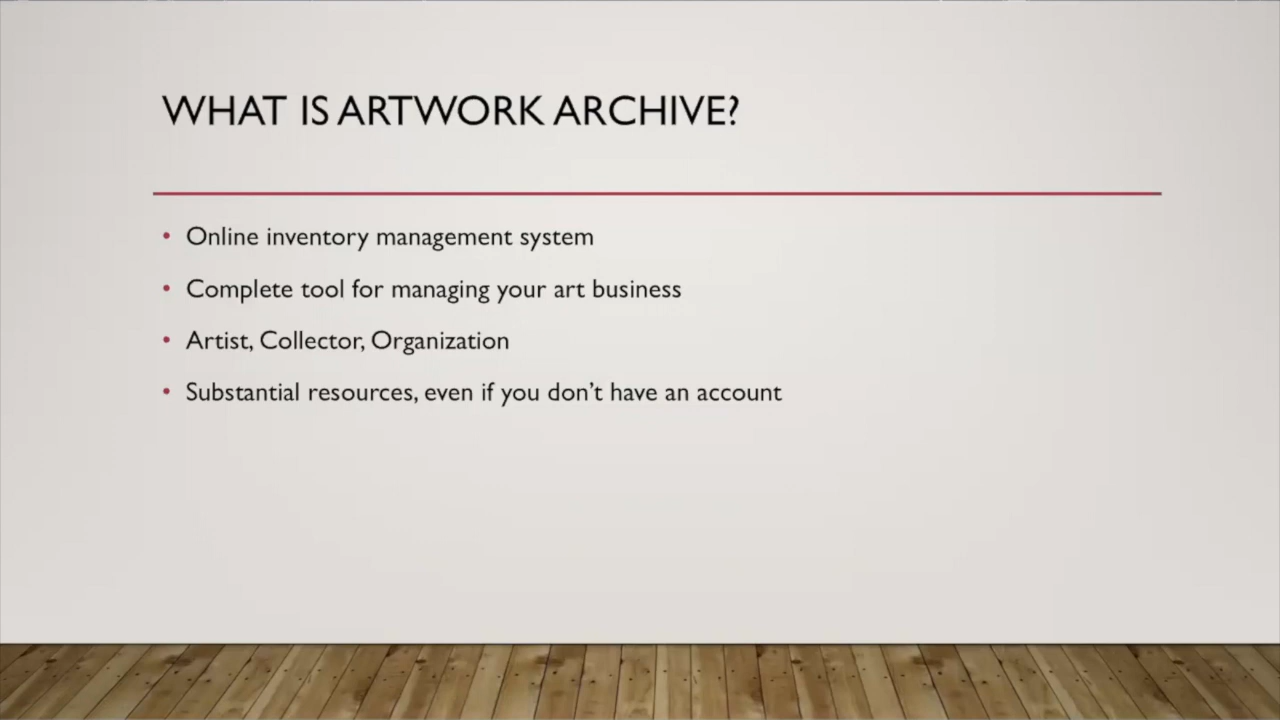 WHAT IS ARTWORK ARCHIVE?
• Online inventory management system
• Complete tool for managing your art business
• Artist, Collector, Organization
• Substantial resources, even if you don’t have an account